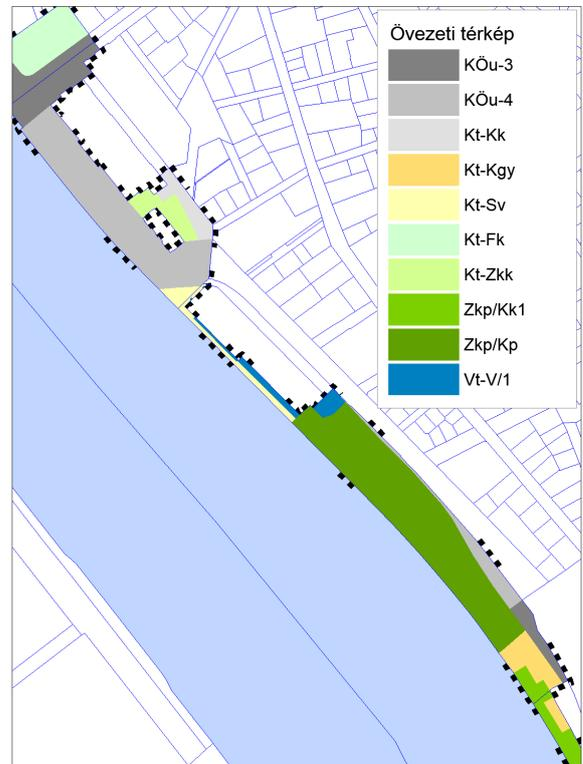 Övezeti térkép
KÖu-3
KÖu-4
Kt-Kk
Kt-Kgy
Kt-Sv
Kt-Fk
Kt-Zkk
Zkp/Kk1
Zkp/Kp
Vt-V/1